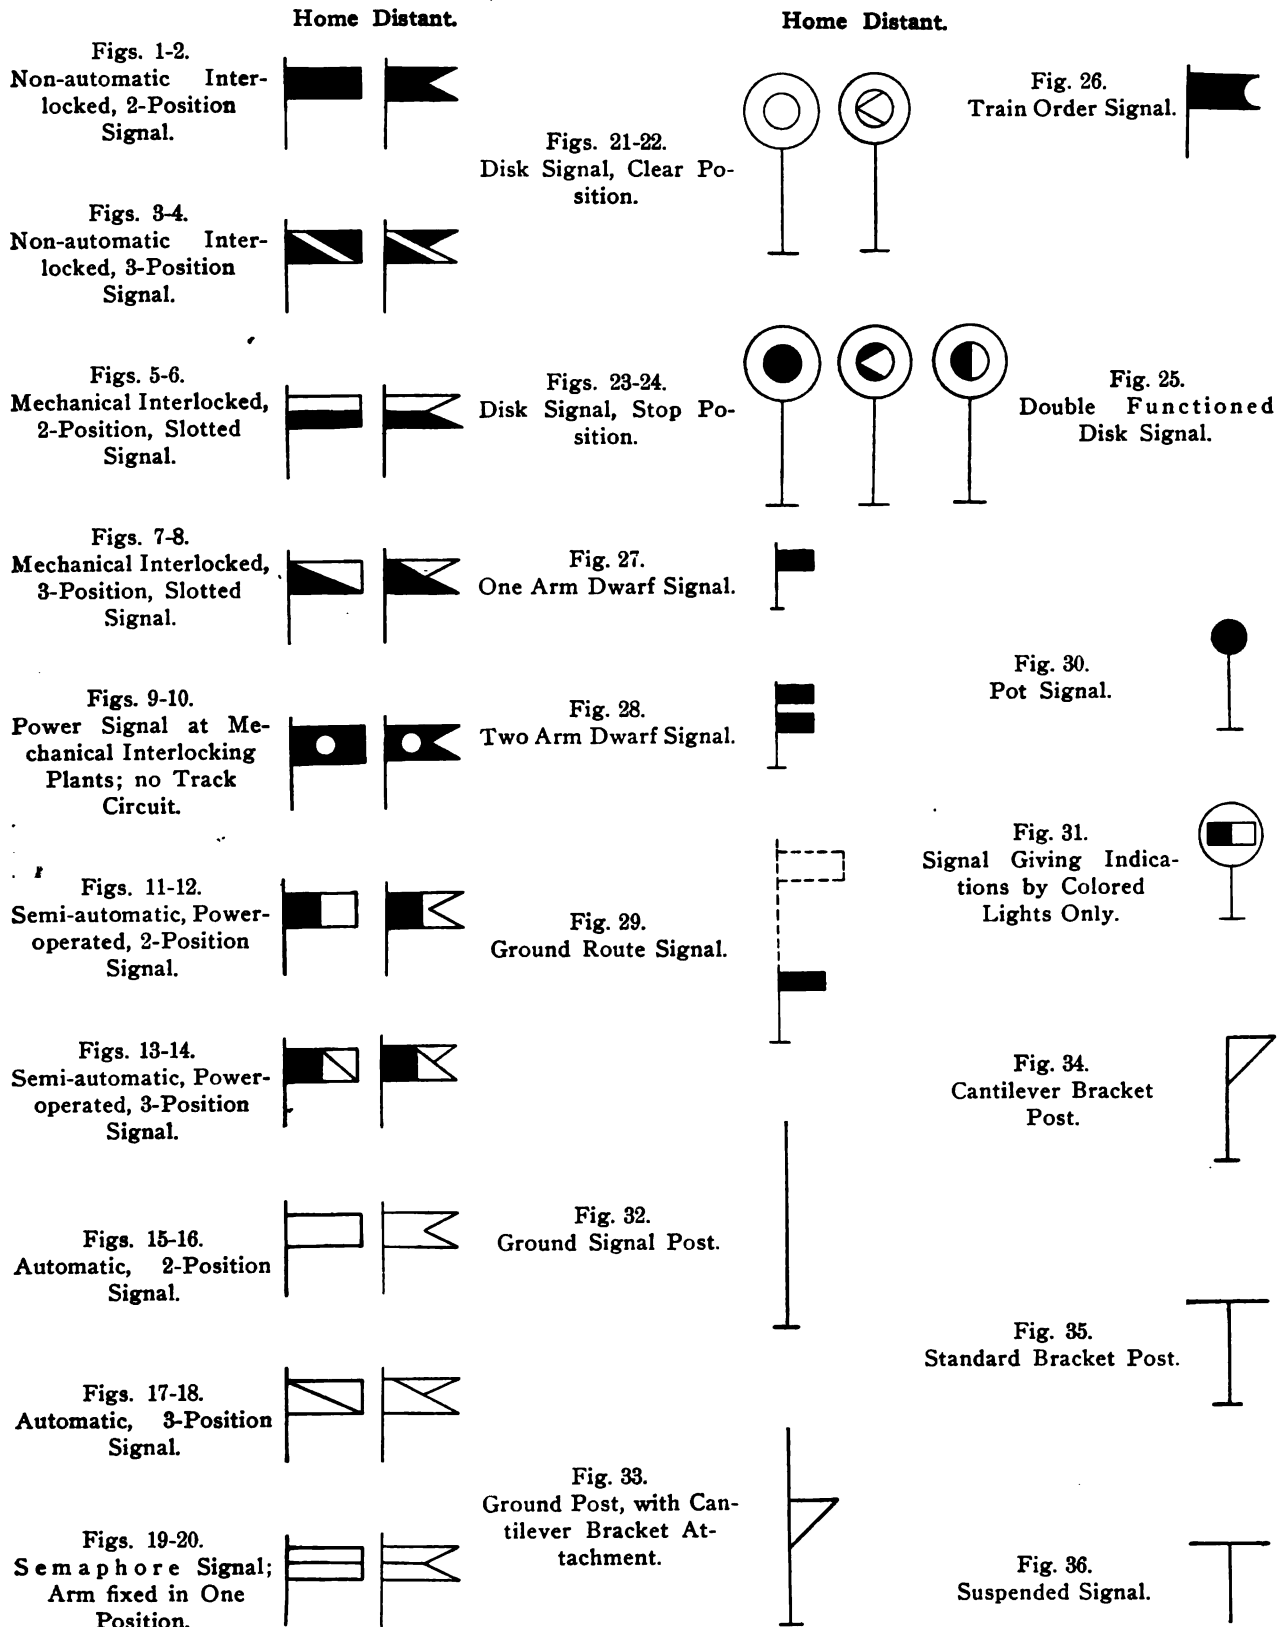 Home Distant.
Figs. 1-2.
Non-automatic Inter-
locked, 2-Position
Signal.
Figs. 3-4.
Non-automatic Inter-
locked, 3-Position
Signal.
Figs. 5-6.
Mechanical Interlocked,
2-Position, Slotted
Signal.
Figs. 7-8.
Mechanical Interlocked,
3-Position, Slotted
Signal.
Figs. 9-10.
Power Signal at Me-
chanical Interlocking
Plants; no Track
Circuit.
Figs. 11-12.
Semi-automatic, Power-
operated, 2-Position
Signal.
Figs. 13-14.
Semi-automatic, Power-
operated, 3-Position
Signal.
Figs. 15-16.
Automatic, 2-Position
Signal.
Figs. 17-18.
Automatic, 3-Position
Signal.
Figs. 19-20.
Semaphore Signal;
Arm fixed in One
Position.
Home Distant.
Figs. 21-22.
Disk Signal, Clear Po-
sition.
Figs. 23-24.
Disk Signal, Stop Po-
sition.
Fig. 27.
One Arm Dwarf Signal.
Fig. 28.
Two Arm Dwarf Signal.
Fig. 29.
Ground Route Signal.
Fig. 32.
Ground Signal Post.
Fig. 33.
Ground Post, with Can-
tilever Bracket At-
tachment.
Fig. 26.
Train Order Signal.
Fig. 25.
Double Functioned
Disk Signal.
Fig. 30.
Pot Signal.
Fig. 31.
Signal Giving Indica-
tions by Colored
Lights Only.
Fig. 34.
Cantilever Bracket
Post.
Fig. 35.
Standard Bracket Post.
Fig. 36.
Suspended Signal.